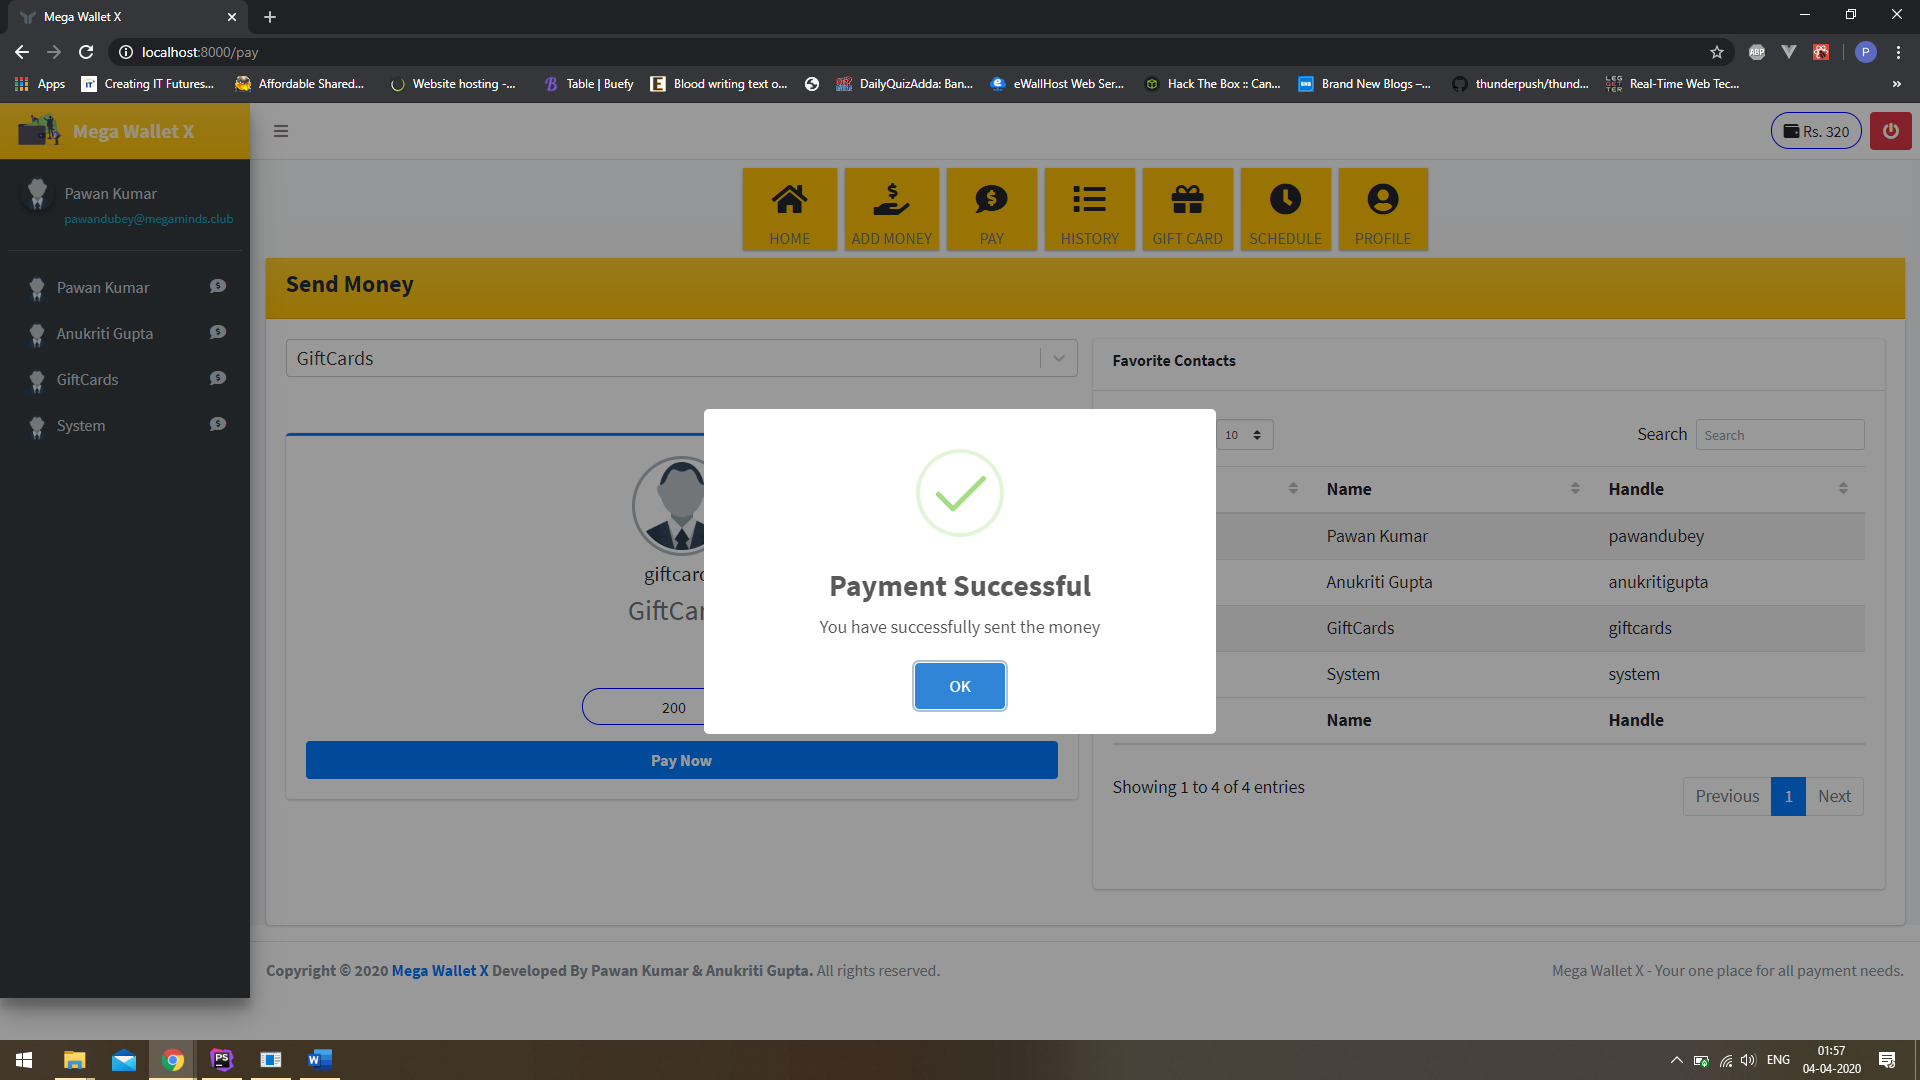 Mega Wallet X
localhost:8000/pay
ABP
P
Apps
Creating IT Futures...
Affordable Shared...
Website hosting -...
Table | Buefy
Blood writing text o...
DailyQuizAdda: Ban...
eWallHost Web Ser...
Hack The Box :: Can...
Brand New Blogs –...
thunderpush/thund...
Real-Time Web Tec...
Mega Wallet X
Rs. 320
Pawan Kumar
pawandubey@megaminds.club
Pawan Kumar
Anukriti Gupta
GiftCards
System
HOME
ADD MONEY
PAY
HISTORY
GIFT CARD
SCHEDULE
PROFILE
Send Money
GiftCards
giftcard
GiftCar
200
Pay Now
Favorite Contacts
10
Search
Search
Name
Handle
Pawan Kumar
pawandubey
Anukriti Gupta
anukritigupta
GiftCards
giftcards
System
system
Name
Handle
Showing 1 to 4 of 4 entries
Previous
1
Next
Payment Successful
You have successfully sent the money
OK
Copyright © 2020 Mega Wallet X Developed By Pawan Kumar & Anukriti Gupta. All rights reserved.
Mega Wallet X - Your one place for all payment needs.
PS
W
ENG
01:57
04-04-2020